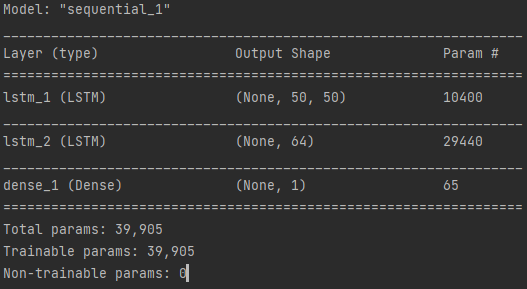 Model: "sequential_1"
_________________________________________________________________
Layer (type)                 Output Shape              Param #
=================================================================
lstm_1 (LSTM)                (None, 50, 50)            10400
_________________________________________________________________
lstm_2 (LSTM)                (None, 64)                29440
_________________________________________________________________
dense_1 (Dense)              (None, 1)                 65
=================================================================
Total params: 39,905
Trainable params: 39,905
Non-trainable params: 0